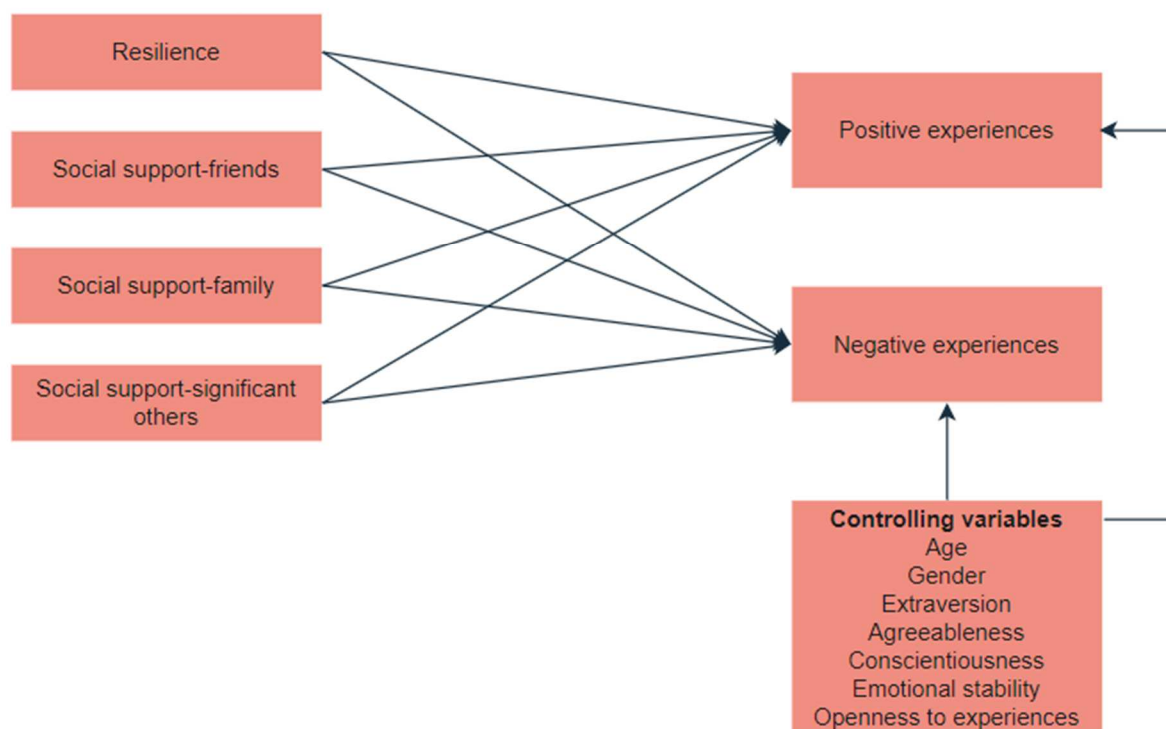 Resilience
Social support-friends
Social support-family
Social support-significant
others
Positive experiences
Negative experiences
Controlling variables
Age
Gender
Extraversion
Agreeableness
Conscientiousness
Emotional stability
Openness to experiences